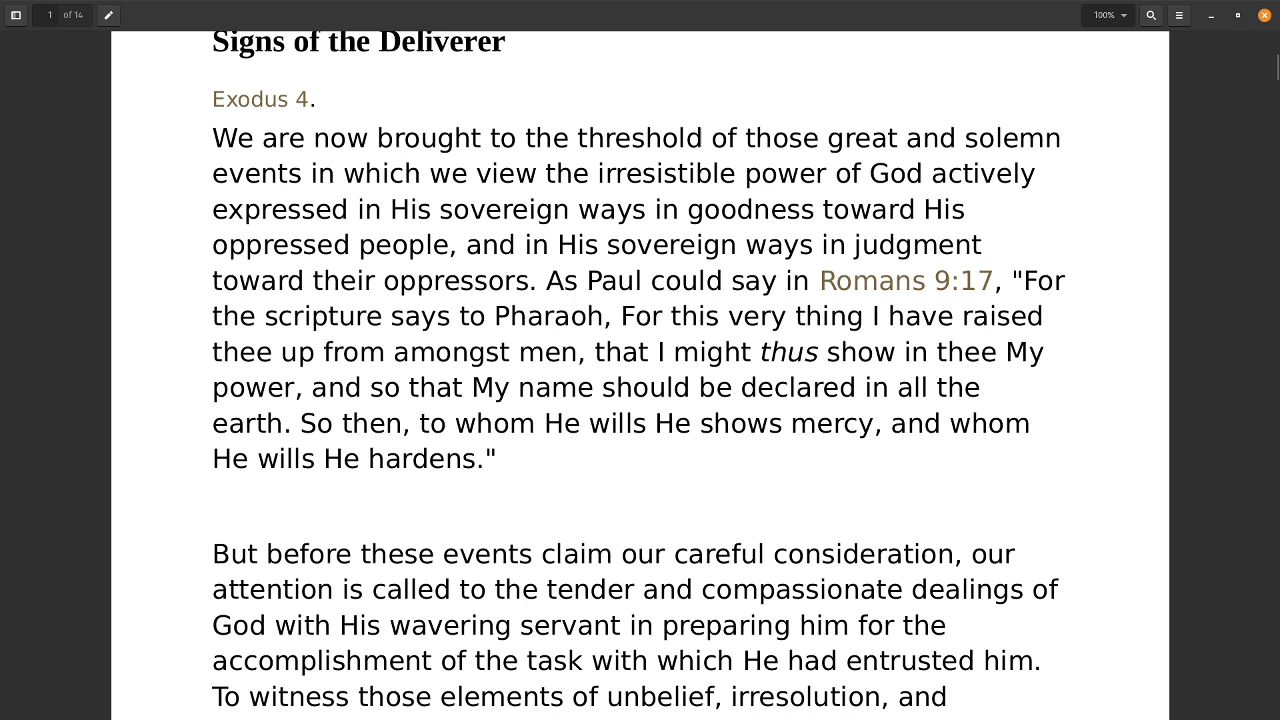 1 of 14
100%
Signs of the Deliverer
Exodus 4.
We are now brought to the threshold of those great and solemn
events in which we view the irresistible power of God actively
expressed in His sovereign ways in goodness toward His
oppressed people, and in His sovereign ways in judgment
toward their oppressors. As Paul could say in Romans 9:17, "For
the scripture says to Pharaoh, For this very thing I have raised
thee up from amongst men, that I might thus show in thee My
power, and so that My name should be declared in all the
earth. So then, to whom He wills He shows mercy, and whom
He wills He hardens."
But before these events claim our careful consideration, our
attention is called to the tender and compassionate dealings of
God with His wavering servant in preparing him for the
accomplishment of the task with which He had entrusted him.
To witness those elements of unbelief, irresolution, and